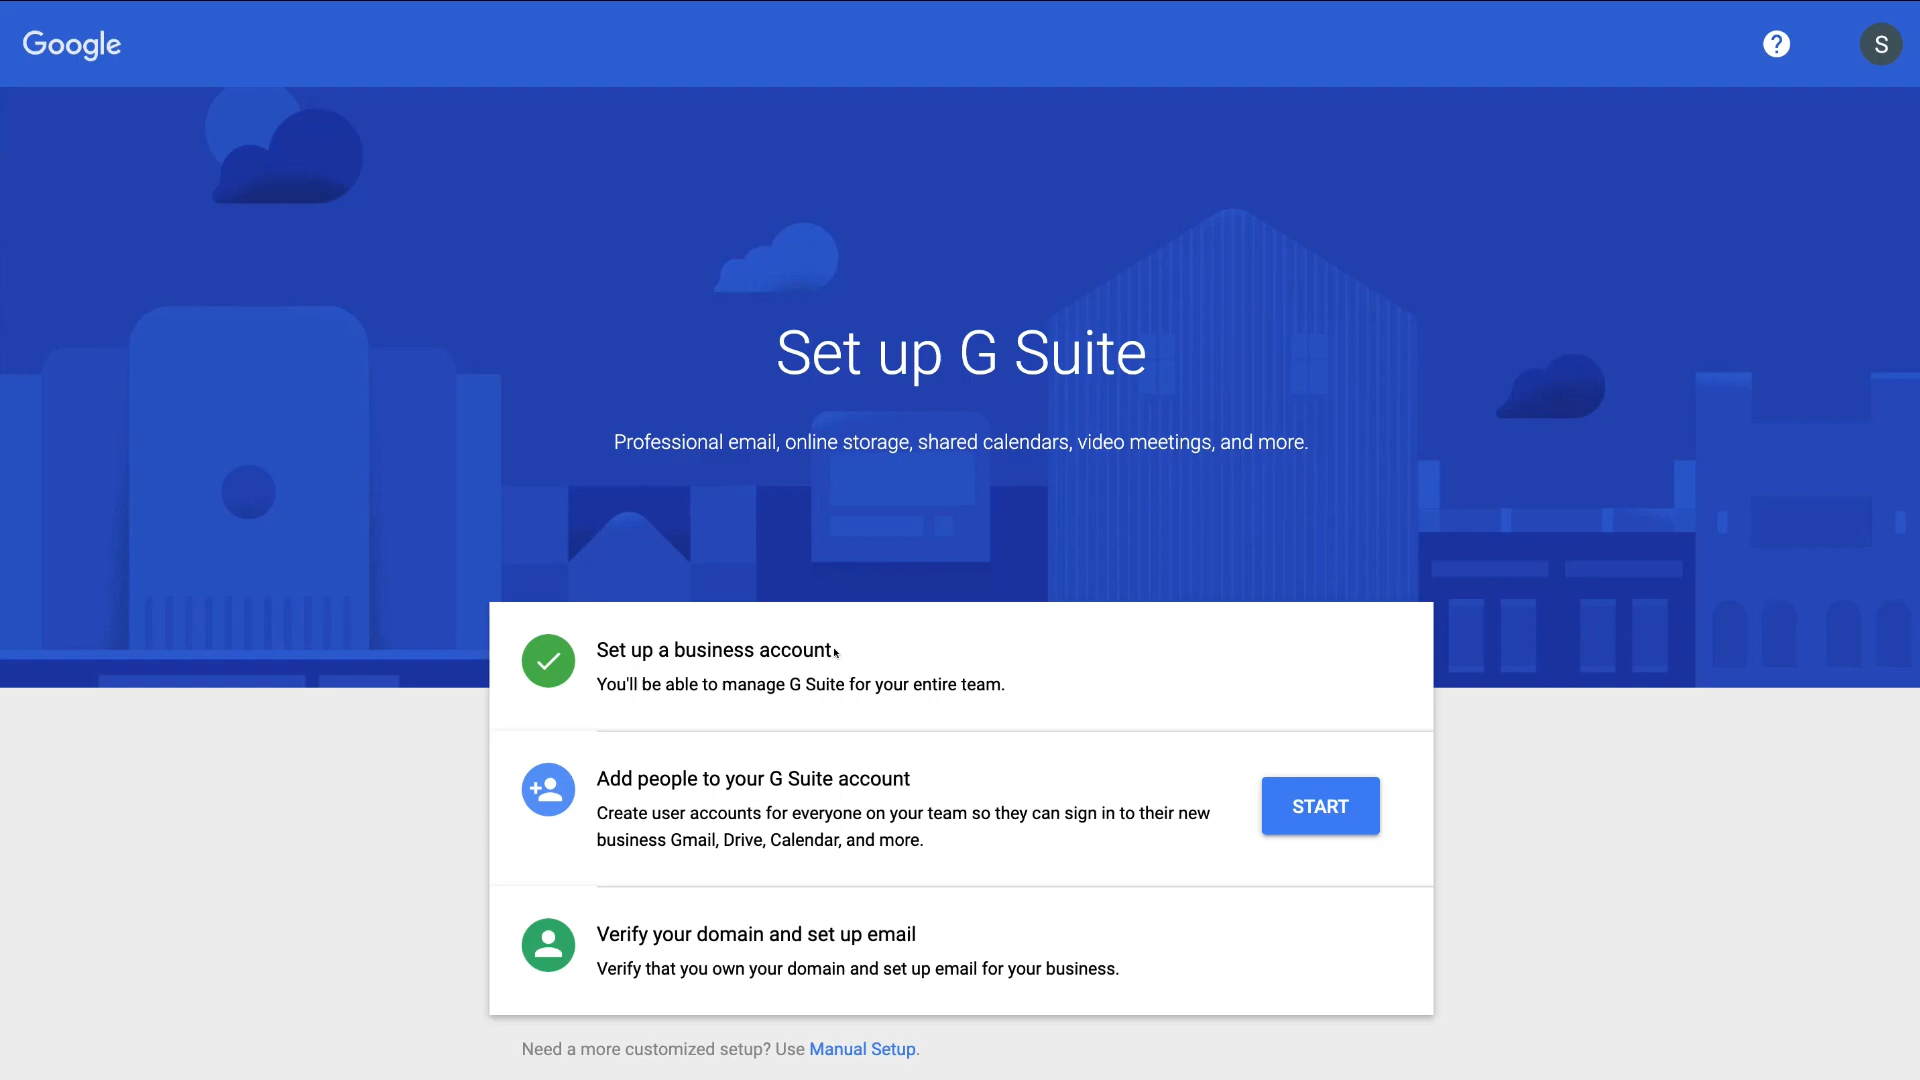 Google
?
S
Set up G Suite
Professional email, online storage, shared calendars, video meetings, and more.
Set up a business account
You'll be able to manage G Suite for your entire team.
Add people to your G Suite account
Create user accounts for everyone on your team so they can sign in to their new
business Gmail, Drive, Calendar, and more.
START
Verify your domain and set up email
Verify that you own your domain and set up email for your business.
Need a more customized setup? Use Manual Setup.